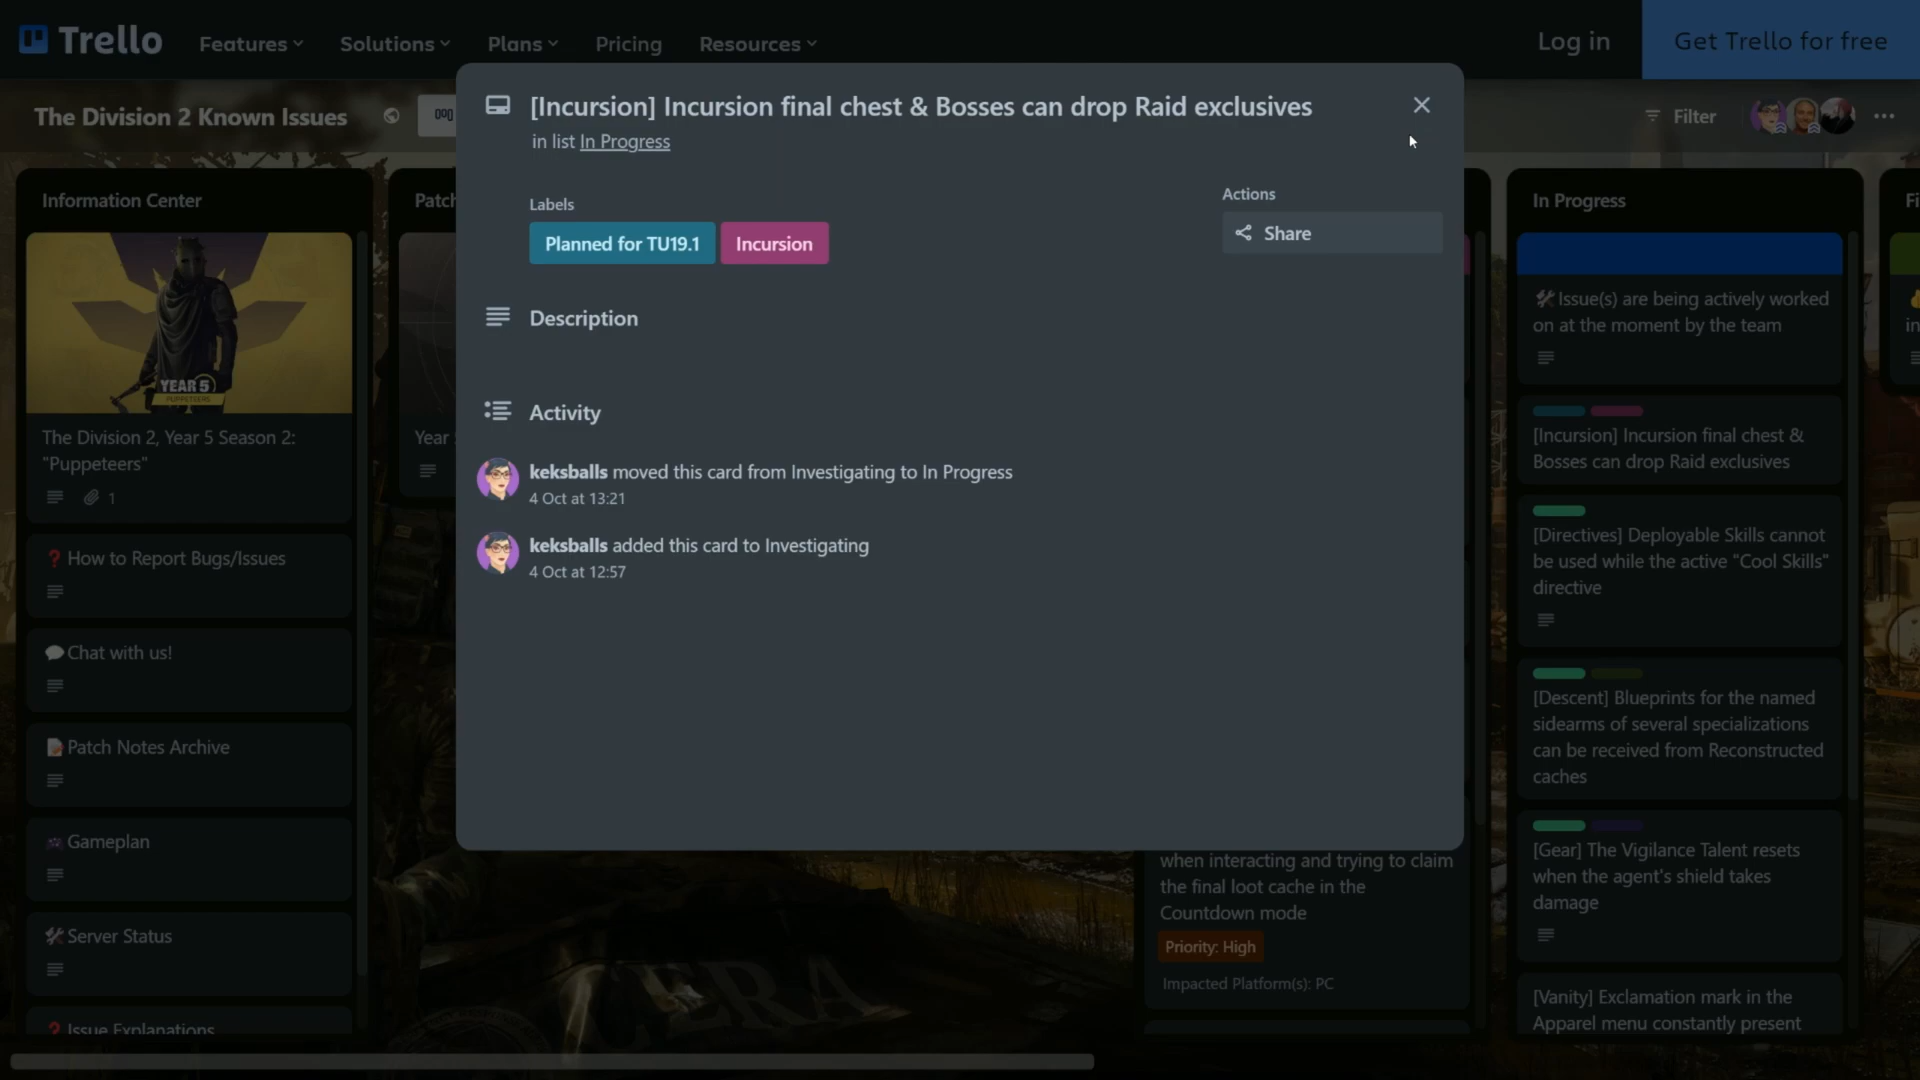 Trello
Features
Solutions
Plans
Pricing
Resources
Log in
Get Trello for free
The Division 2 Known Issues
Filter
[Incursion] Incursion final chest & Bosses can drop Raid exclusives
in list In Progress
Labels
Planned for TU19.1
Incursion
Actions
Share
Description
Activity
keksballs moved this card from Investigating to In Progress
4 Oct at 13:21
keksballs added this card to Investigating
4 Oct at 12:57
Information Center
YEAR 5
PUPPETEERS
The Division 2, Year 5 Season 2:
"Puppeteers"
1
❓How to Report Bugs/Issues
💬Chat with us!
📝Patch Notes Archive
🎮Gameplan
🛠Server Status
❓Issue Explanations
Patch
Year
when interacting and trying to claim
the final loot cache in the
Countdown mode
Priority: High
Impacted Platform(s): PC
In Progress
🛠Issue(s) are being actively worked
on at the moment by the team
[Incursion] Incursion final chest &
Bosses can drop Raid exclusives
[Directives] Deployable Skills cannot
be used while the active "Cool Skills"
directive
[Descent] Blueprints for the named
sidearms of several specializations
can be received from Reconstructed
caches
[Gear] The Vigilance Talent resets
when the agent's shield takes
damage
[Vanity] Exclamation mark in the
Apparel menu constantly present
Fi
in